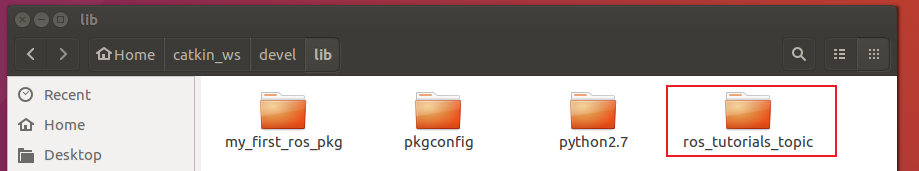 lib
Home catkin_ws devel lib
Recent
Home
Desktop
my_first_ros_pkg pkgconfig python2.7 ros_tutorials_topic